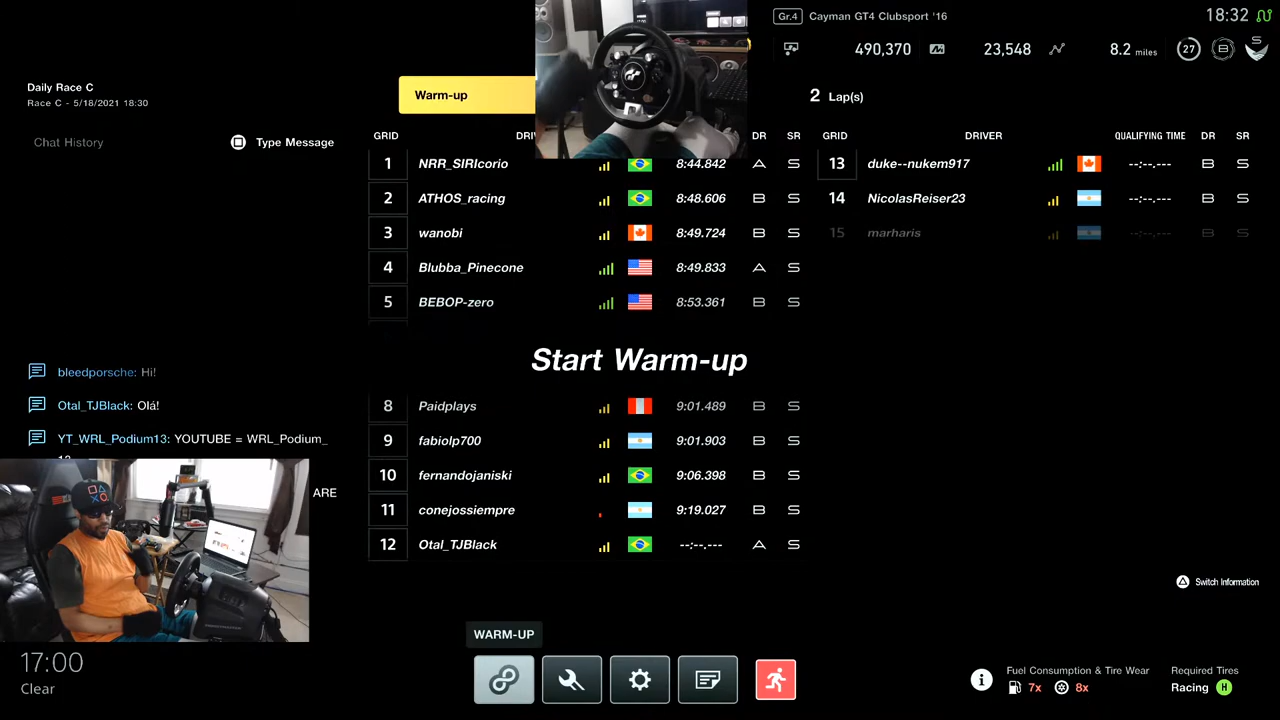 Gr.4 Cayman GT4 Clubsport '16
18:32
490,370 23,548 8.2 miles 27 B S
Daily Race C
Race C - 5/18/2021 18:30
Chat History
Type Message
Warm-up
2 Lap(s)
GRID DR SR
1 NRR_SIRIcorio 8:44.842 A S
2 ATHOS_racing 8:48.606 B S
3 wanobi 8:49.724 B S
4 Blubba_Pinecone 8:49.833 A S
5 BEBOP-zero 8:53.361 B S
Start Warm-up
8 Paidplays 9:01.489 B S
9 fabiolp700 9:01.903 B S
10 fernandojaniski 9:06.398 B S
11 conejossiempre 9:19.027 B S
12 Otal_TJBlack --:--.--- A S
GRID DRIVER QUALIFYING TIME DR SR
13 duke--nukem917 --:--.--- B S
14 NicolasReiser23 --:--.--- B S
15 marharis --:--.--- B S
bleedporsche: Hi!
Otal_TJBlack: Olá!
YT_WRL_Podium13: YOUTUBE = WRL_Podium_
ARE
Switch Information
17:00
Clear
WARM-UP
Fuel Consumption & Tire Wear
7x 8x
Required Tires
Racing H